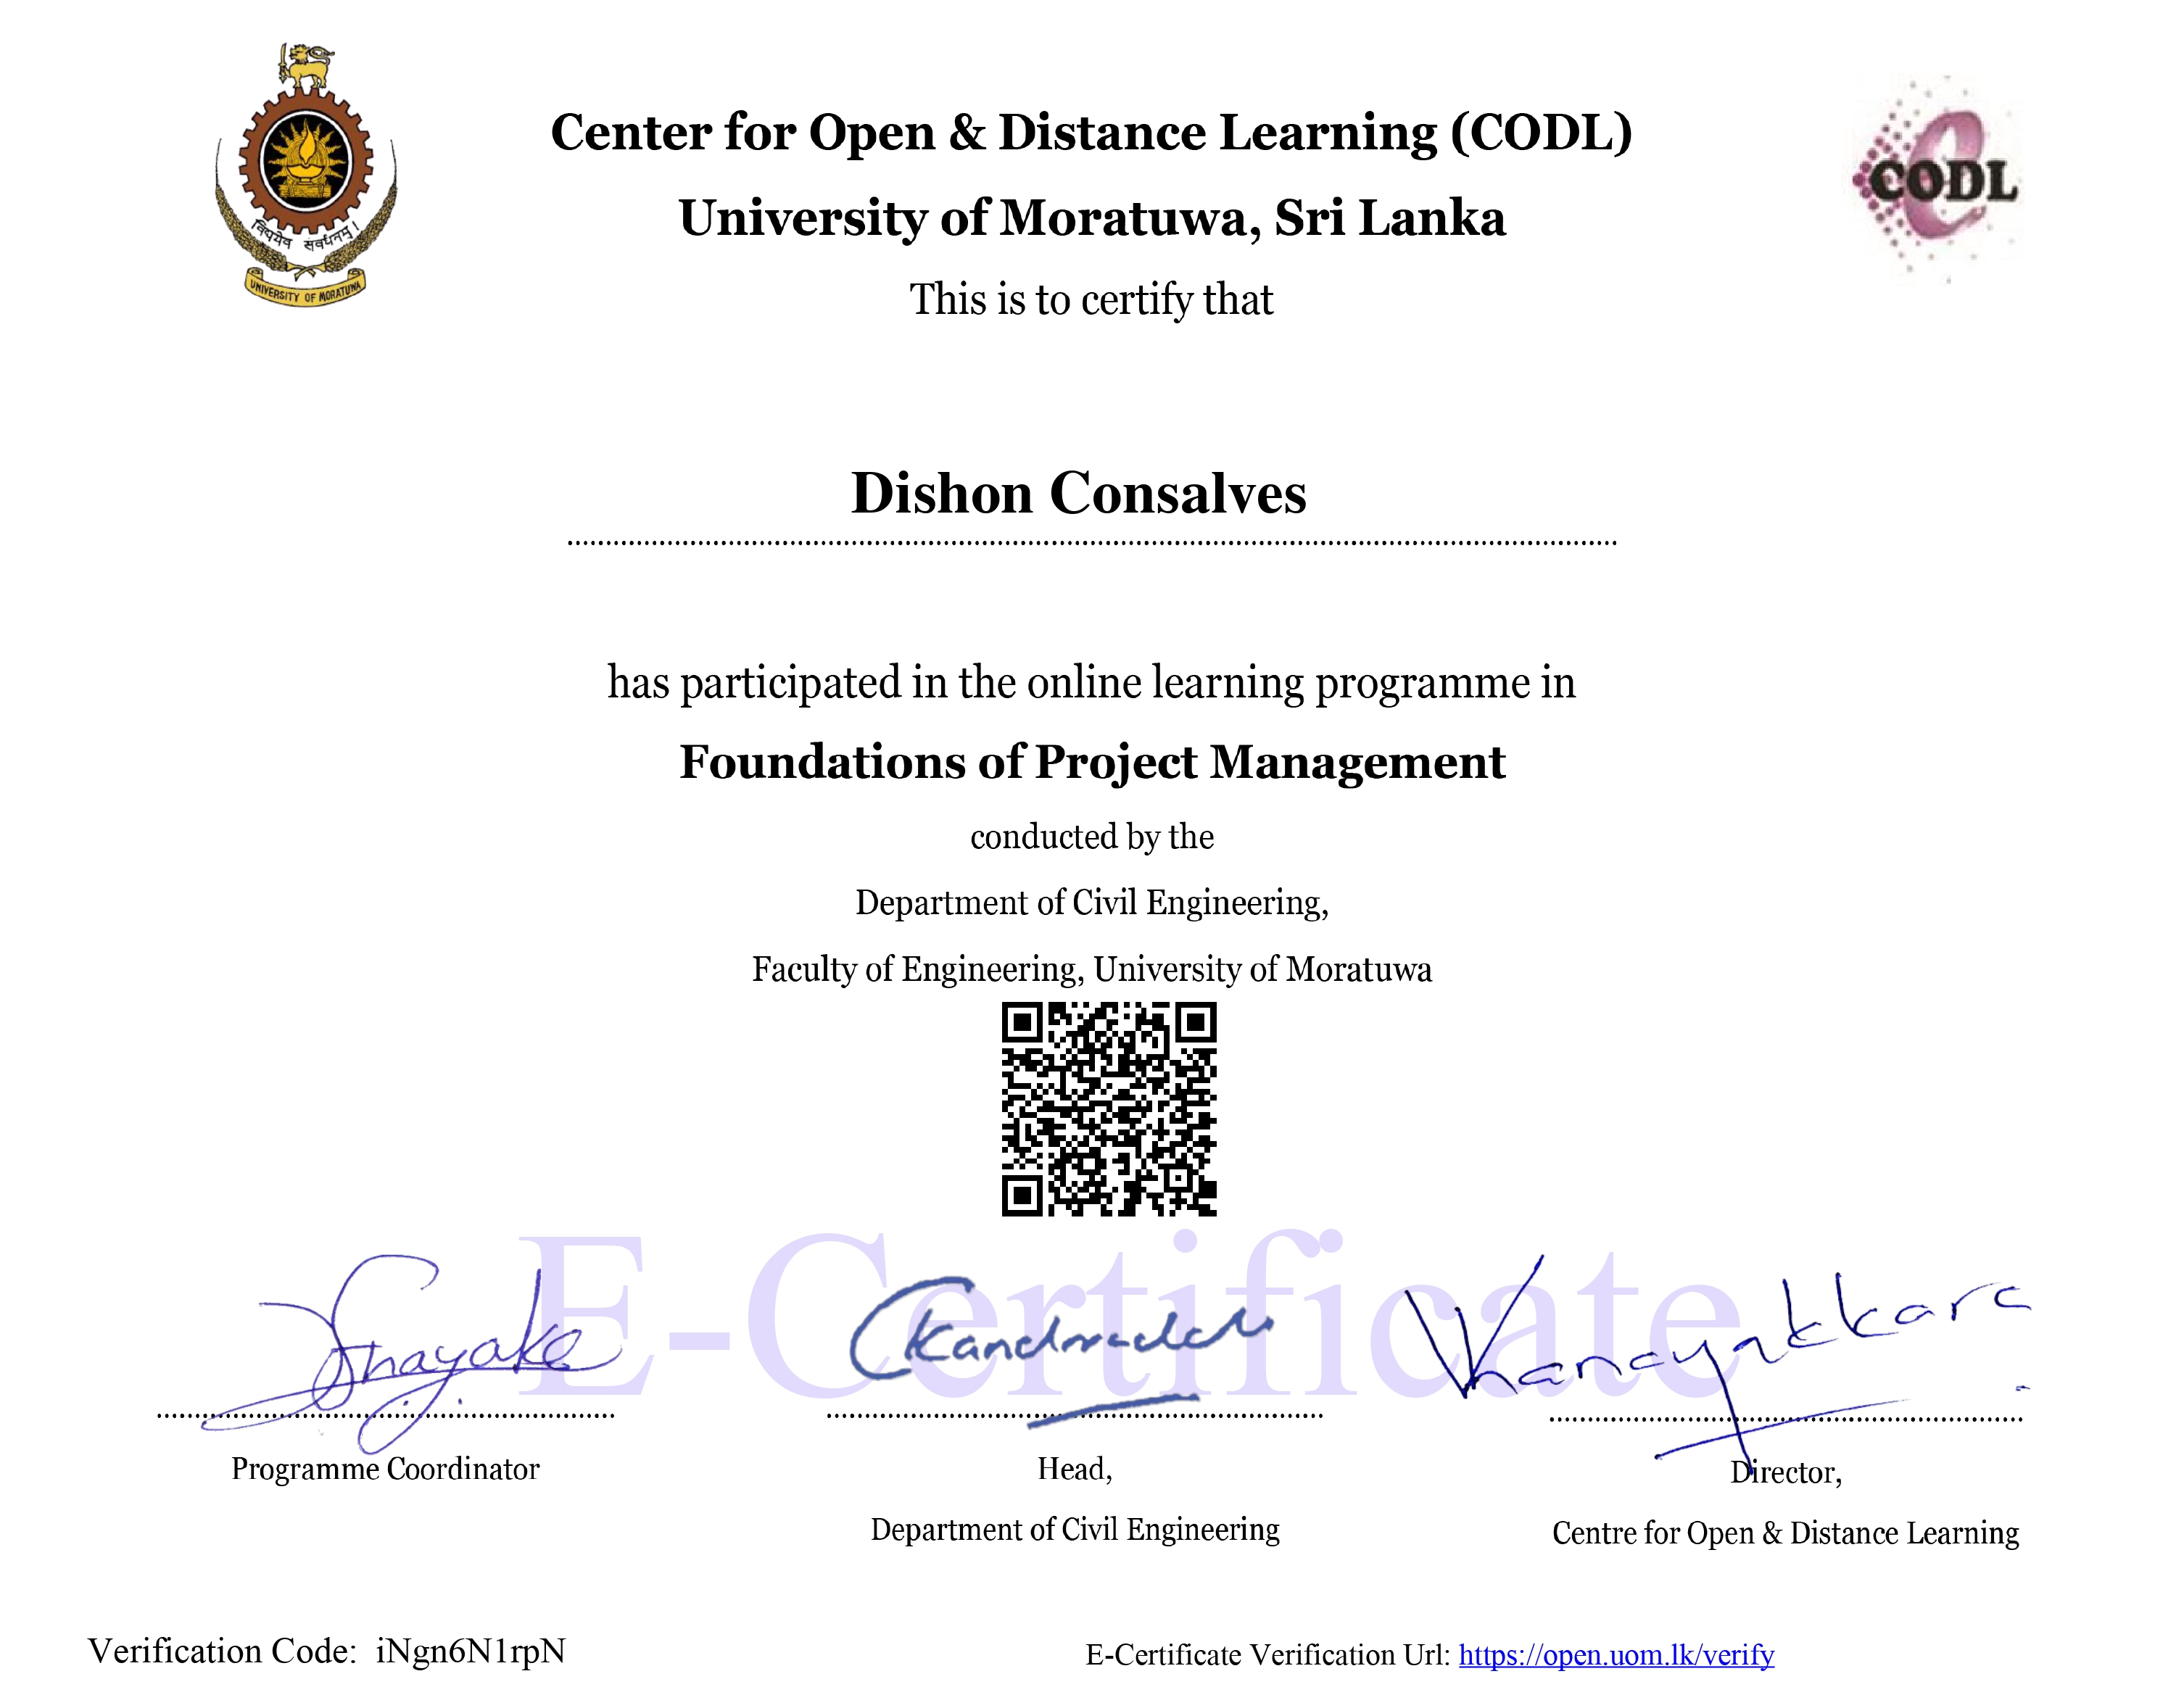 विद्ययैव सर्वधनम्।
UNIVERSITY OF MORATUWA
CODL
Center for Open & Distance Learning (CODL)
University of Moratuwa, Sri Lanka
This is to certify that
Dishon Consalves
has participated in the online learning programme in
Foundations of Project Management
conducted by the
Department of Civil Engineering,
Faculty of Engineering, University of Moratuwa
E-Certificate
Programme Coordinator
Head,
Department of Civil Engineering
Director,
Centre for Open & Distance Learning
Verification Code: iNgn6N1rpN
E-Certificate Verification Url: https://open.uom.lk/verify